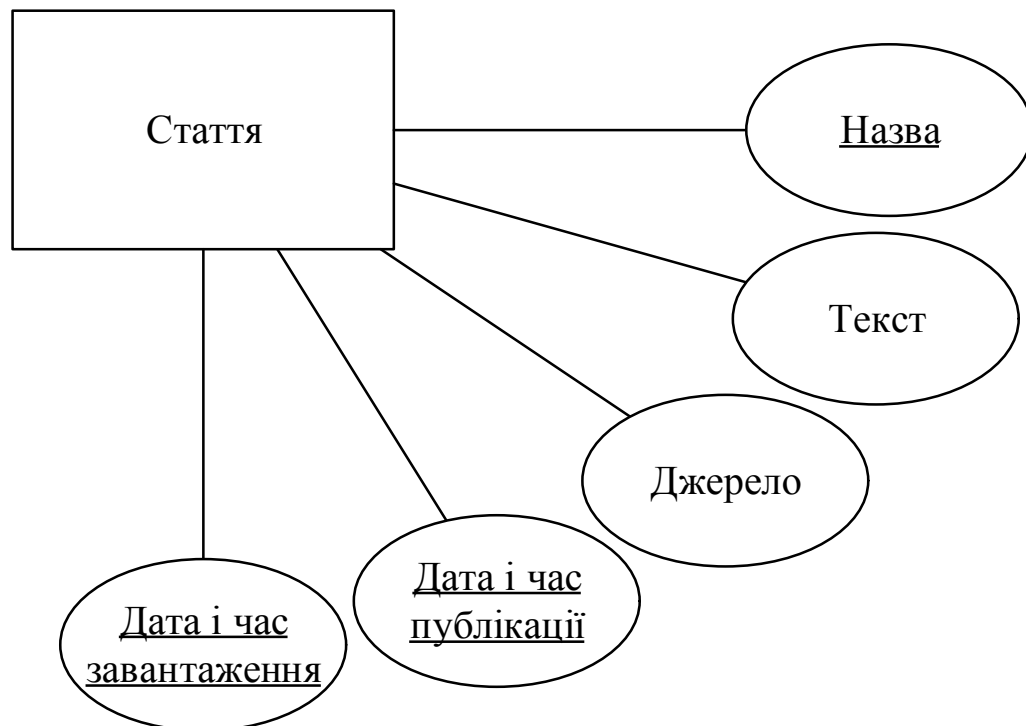 Стаття
Назва
Текст
Джерело
Дата і час
публікації
Дата і час
завантаження